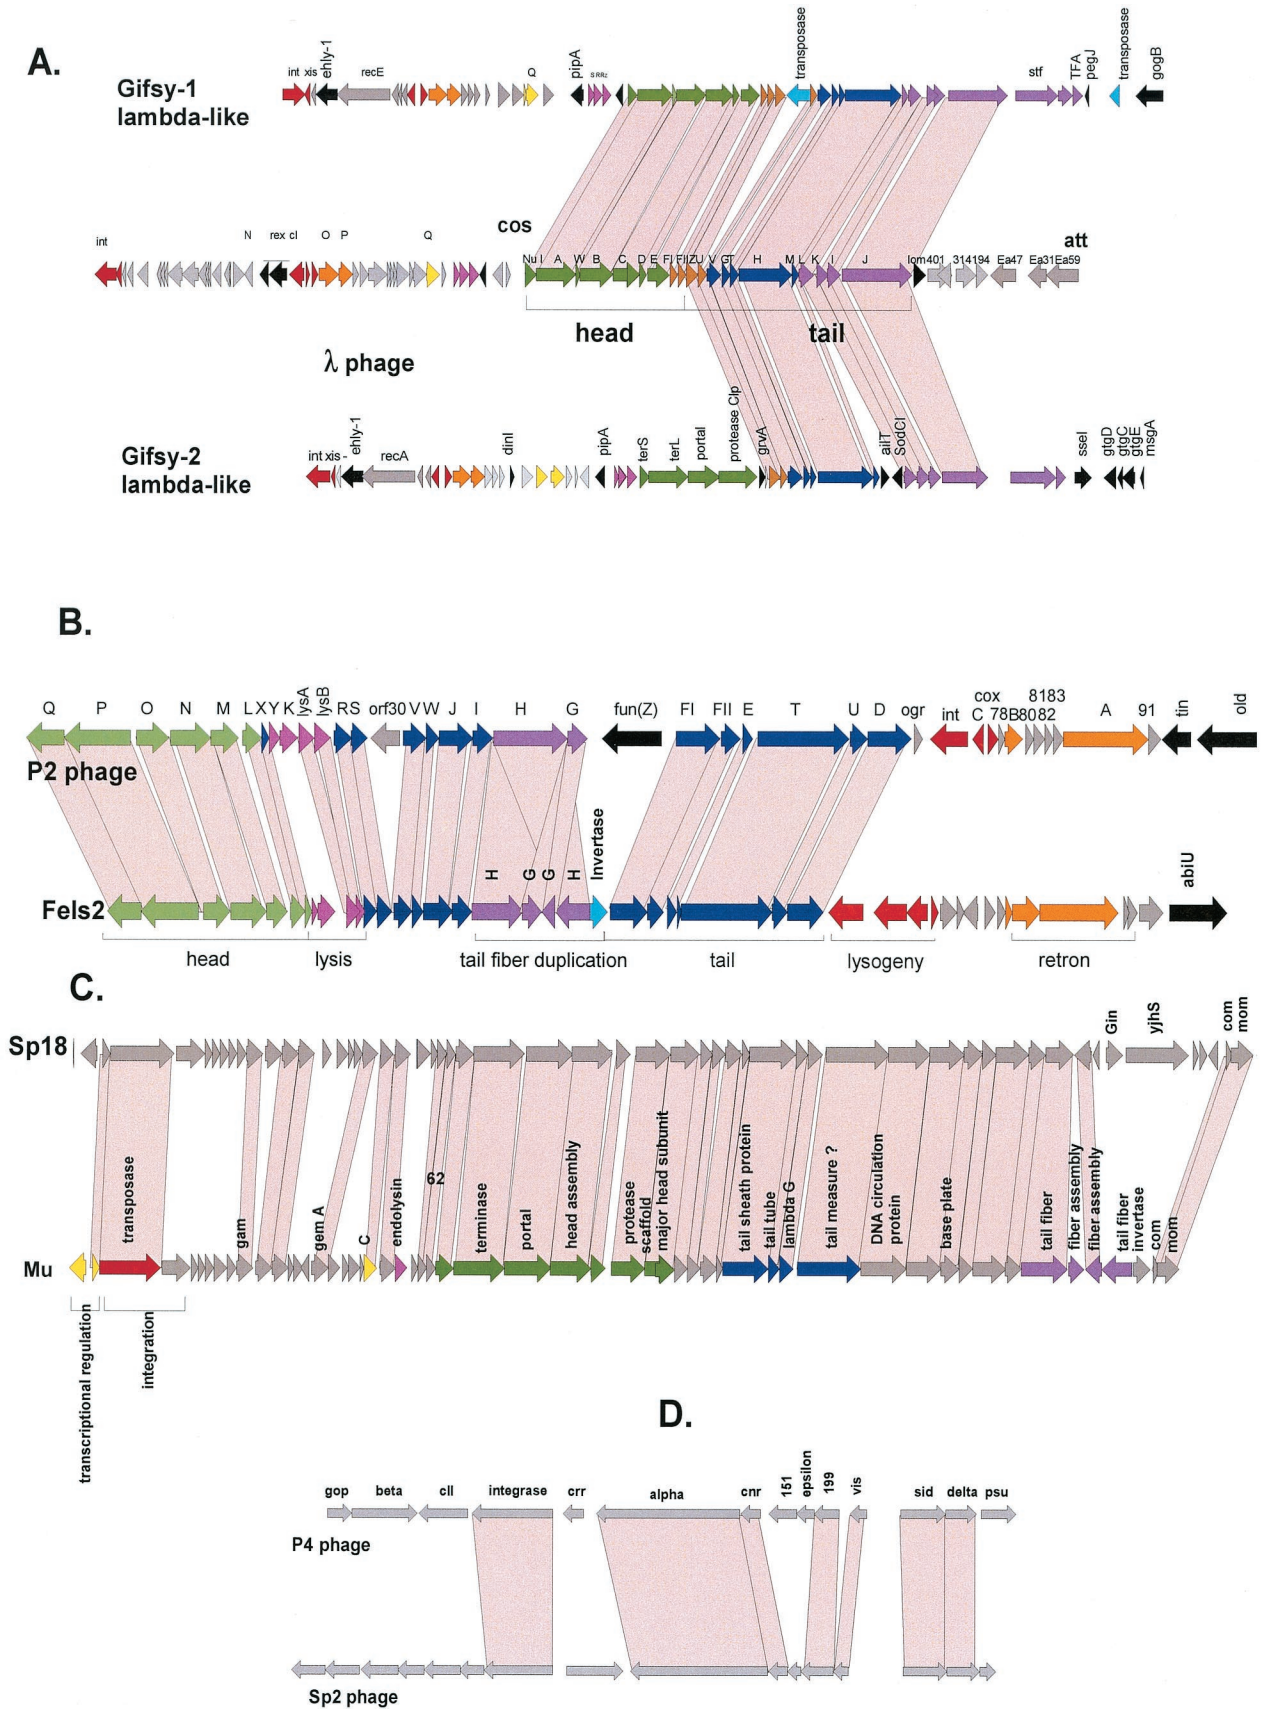 A.
Gifsy-1
lambda-like
int xis ehly-1 recE Q pipA S RRz transposase stf TFA pegJ transposase gogB
cos att
int N rex cI O P Q Nu I A W B C D E FI FII Z U V G T H M L K I J lom 401 314 194 Ea47 Ea31 Ea59
head tail
λ phage
Gifsy-2
lambda-like
int xis - ehly-1 recA dinI pipA terS terL portal protease Clp grvA ailT SodCI sseI gtgD gtgC gtgE msgA
B.
Q P O N M L X Y K lysA lysB R S orf30 V W J I H G fun(Z) FI FII E T U D ogr int cox C 78 B 80 81 82 83 A 91 tin old
P2 phage
H G G H Invertase abiU
Fels2
head lysis tail fiber duplication tail lysogeny retron
C.
Sp18 Gin yjhS com mom
transposase gam gem A C endolysin 62 terminase portal head assembly protease scaffold major head subunit tail sheath protein tail tube lambda G tail measure ? DNA circulation protein base plate tail fiber fiber assembly fiber assembly tail fiber invertase com mom
Mu
transcriptional regulation integration
D.
gop beta cII integrase crr alpha cnr 151 epsilon 199 vis sid delta psu
P4 phage
Sp2 phage